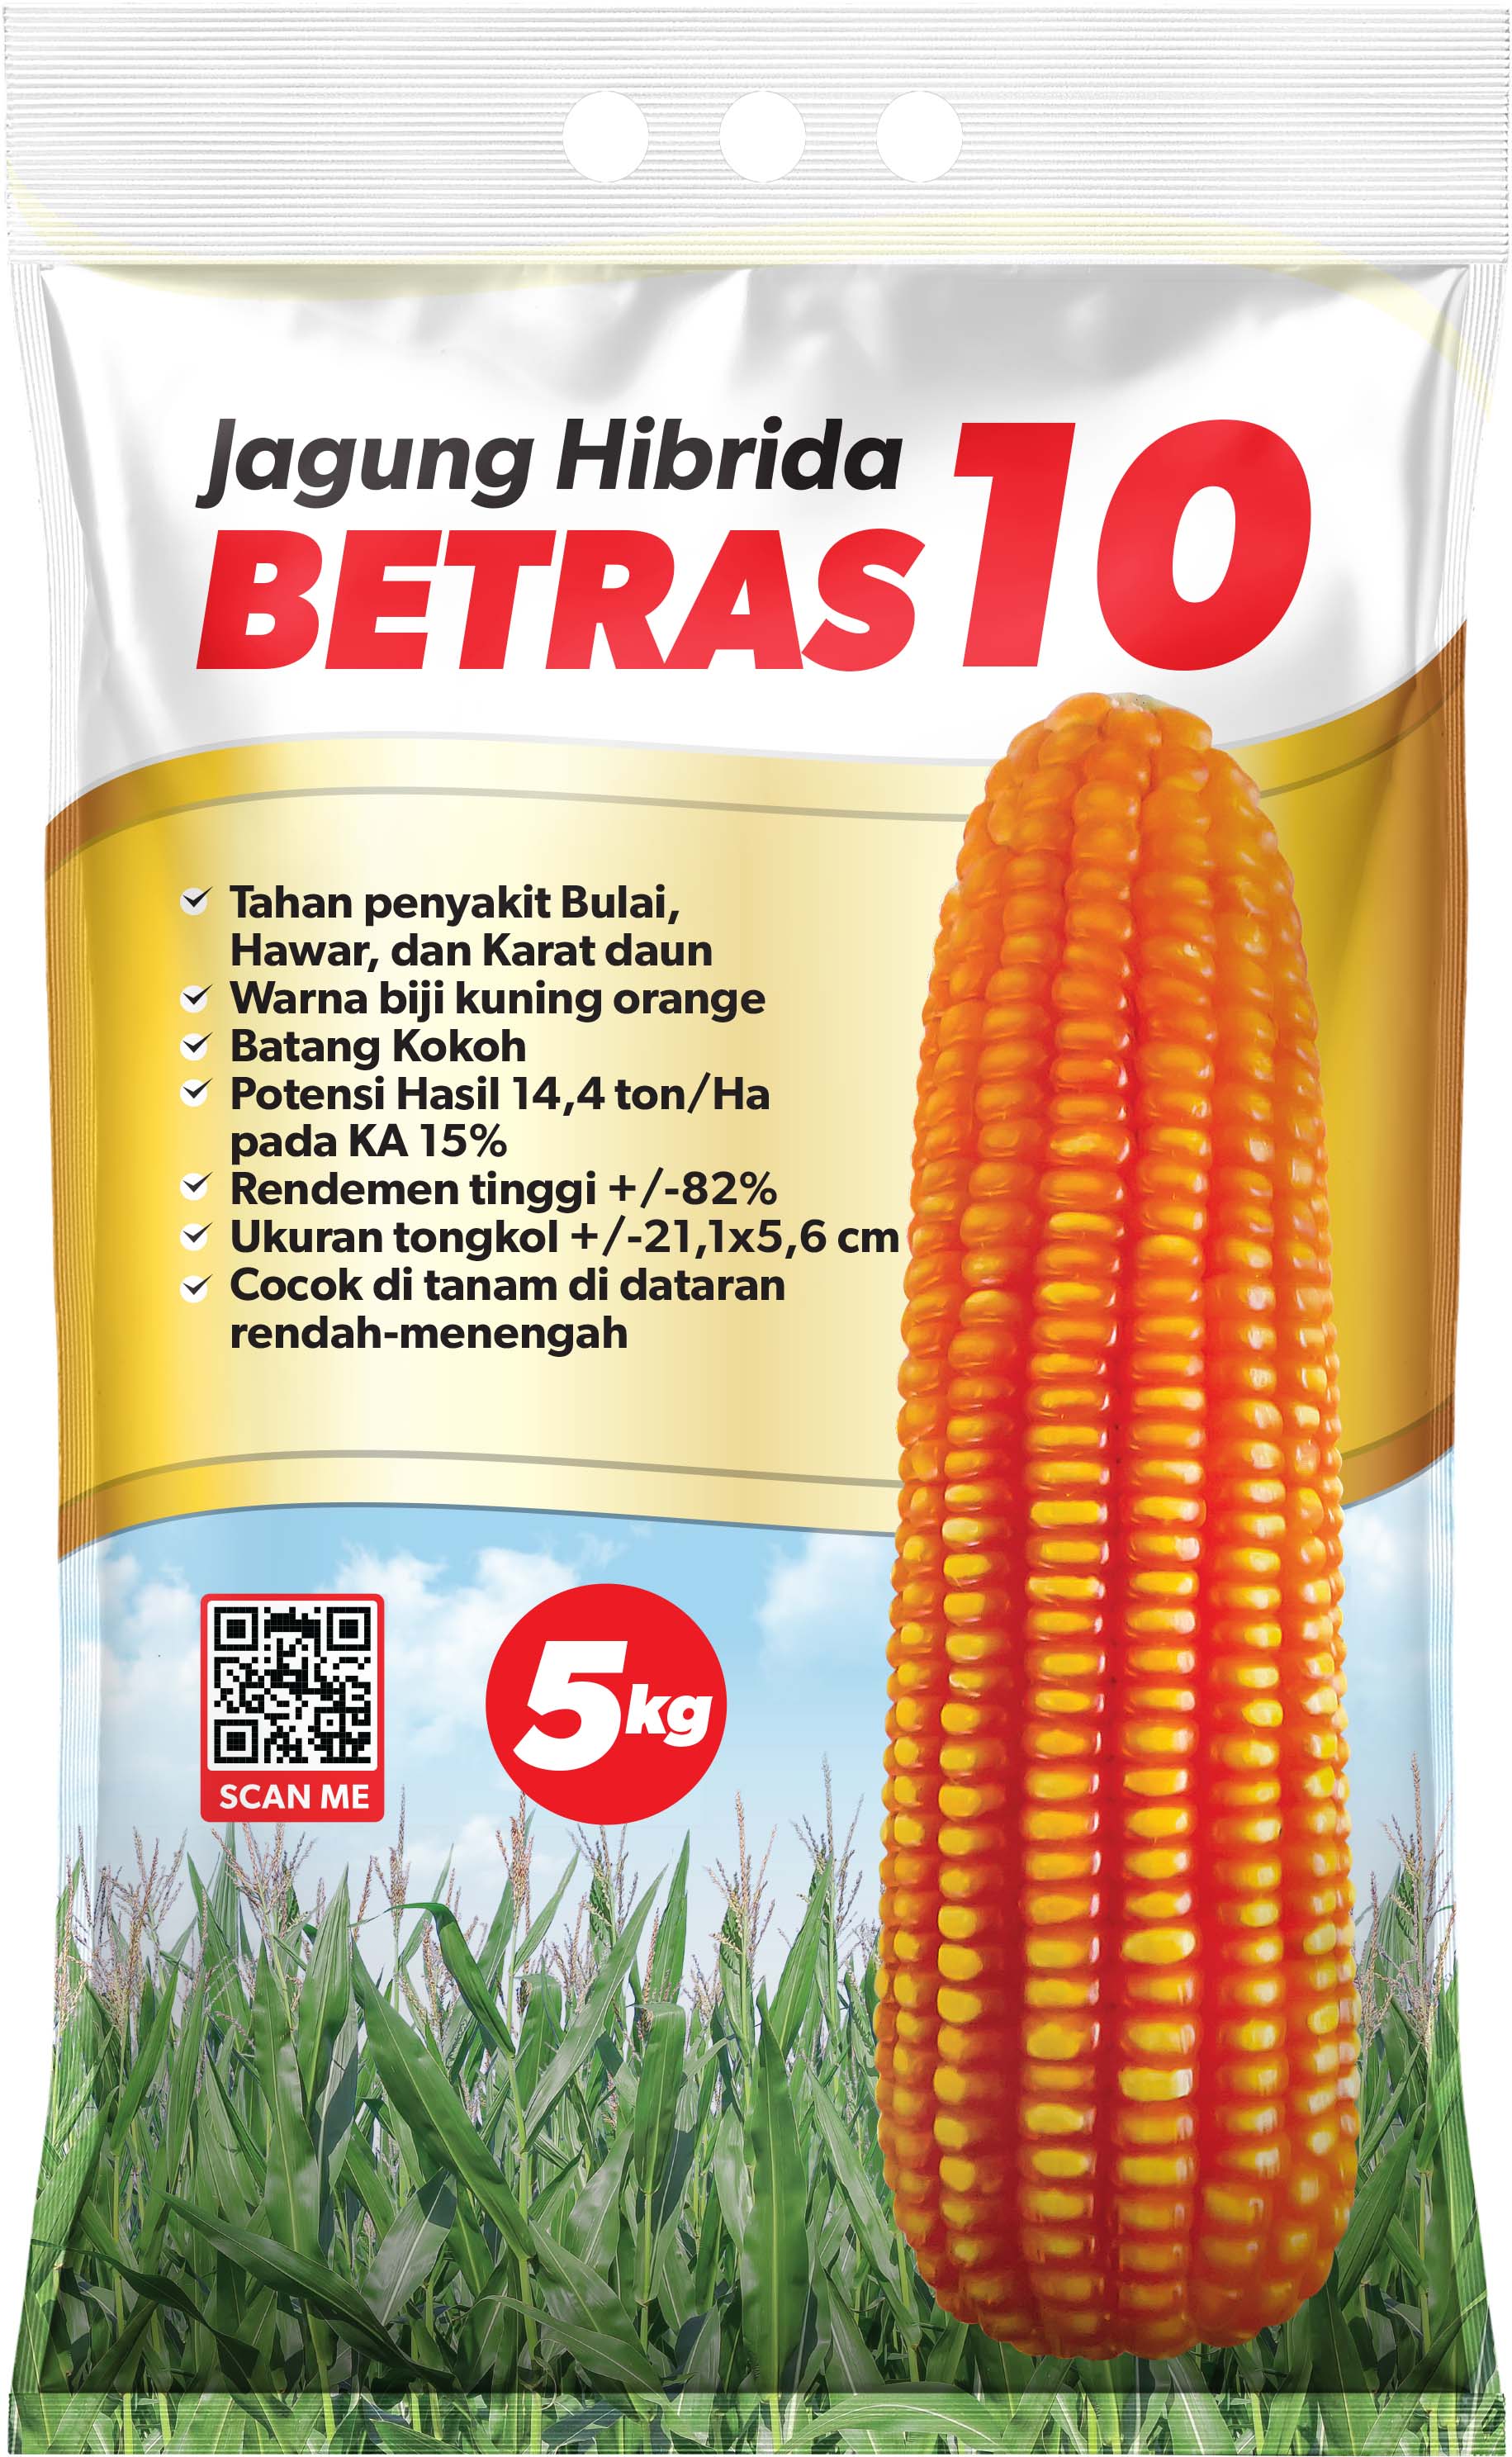 Jagung Hibrida
BETRAS 10
Tahan penyakit Bulai,
Hawar, dan Karat daun
Warna biji kuning orange
Batang Kokoh
Potensi Hasil 14,4 ton/Ha
pada KA 15%
Rendemen tinggi +/-82%
Ukuran tongkol +/-21,1x5,6 cm
Cocok di tanam di dataran
rendah-menengah
5kg
SCAN ME